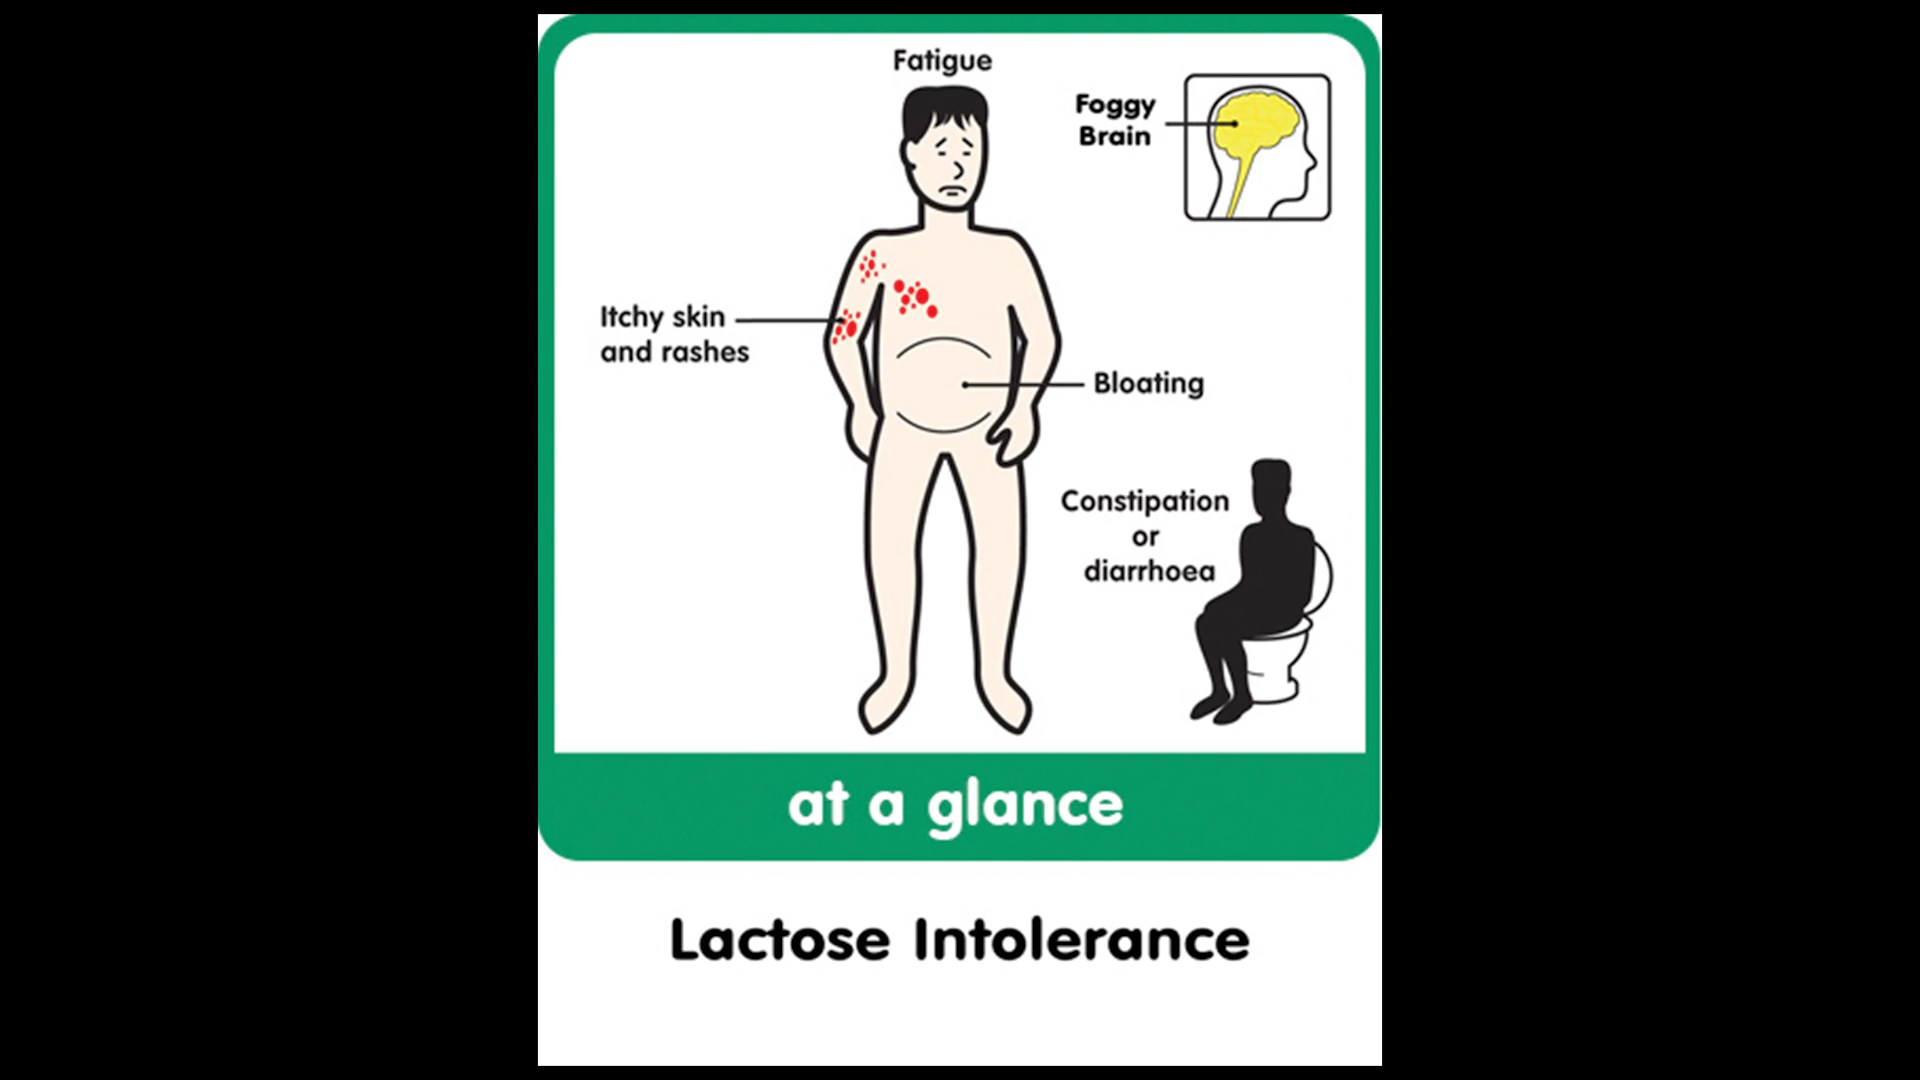 Fatigue
Foggy
Brain
Itchy skin
and rashes
Bloating
Constipation
or
diarrhoea
at a glance
Lactose Intolerance